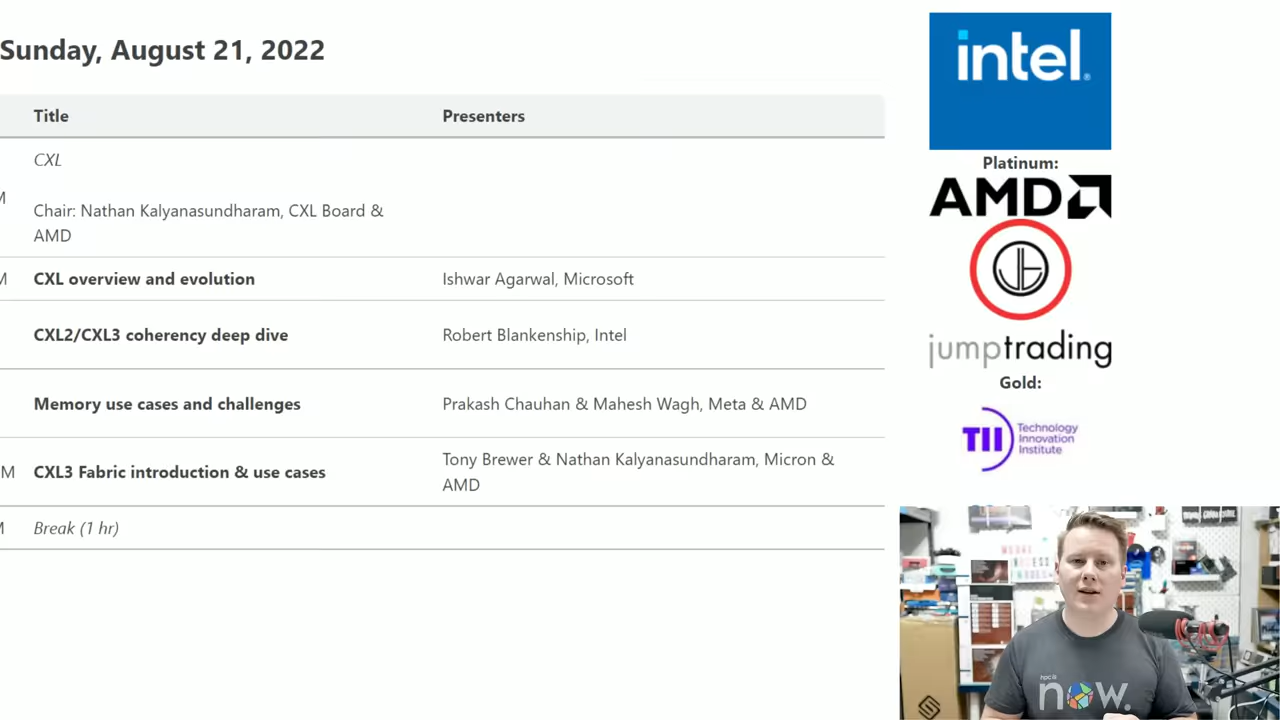 Sunday, August 21, 2022
Title
Presenters
CXL
M
Chair: Nathan Kalyanasundharam, CXL Board &
AMD
M
CXL overview and evolution
Ishwar Agarwal, Microsoft
CXL2/CXL3 coherency deep dive
Robert Blankenship, Intel
Memory use cases and challenges
Prakash Chauhan & Mahesh Wagh, Meta & AMD
M
CXL3 Fabric introduction & use cases
Tony Brewer & Nathan Kalyanasundharam, Micron &
AMD
M
Break (1 hr)
intel.
Platinum:
AMD
jumptrading
Gold:
TII
Technology
Innovation
Institute
hpc is
now.